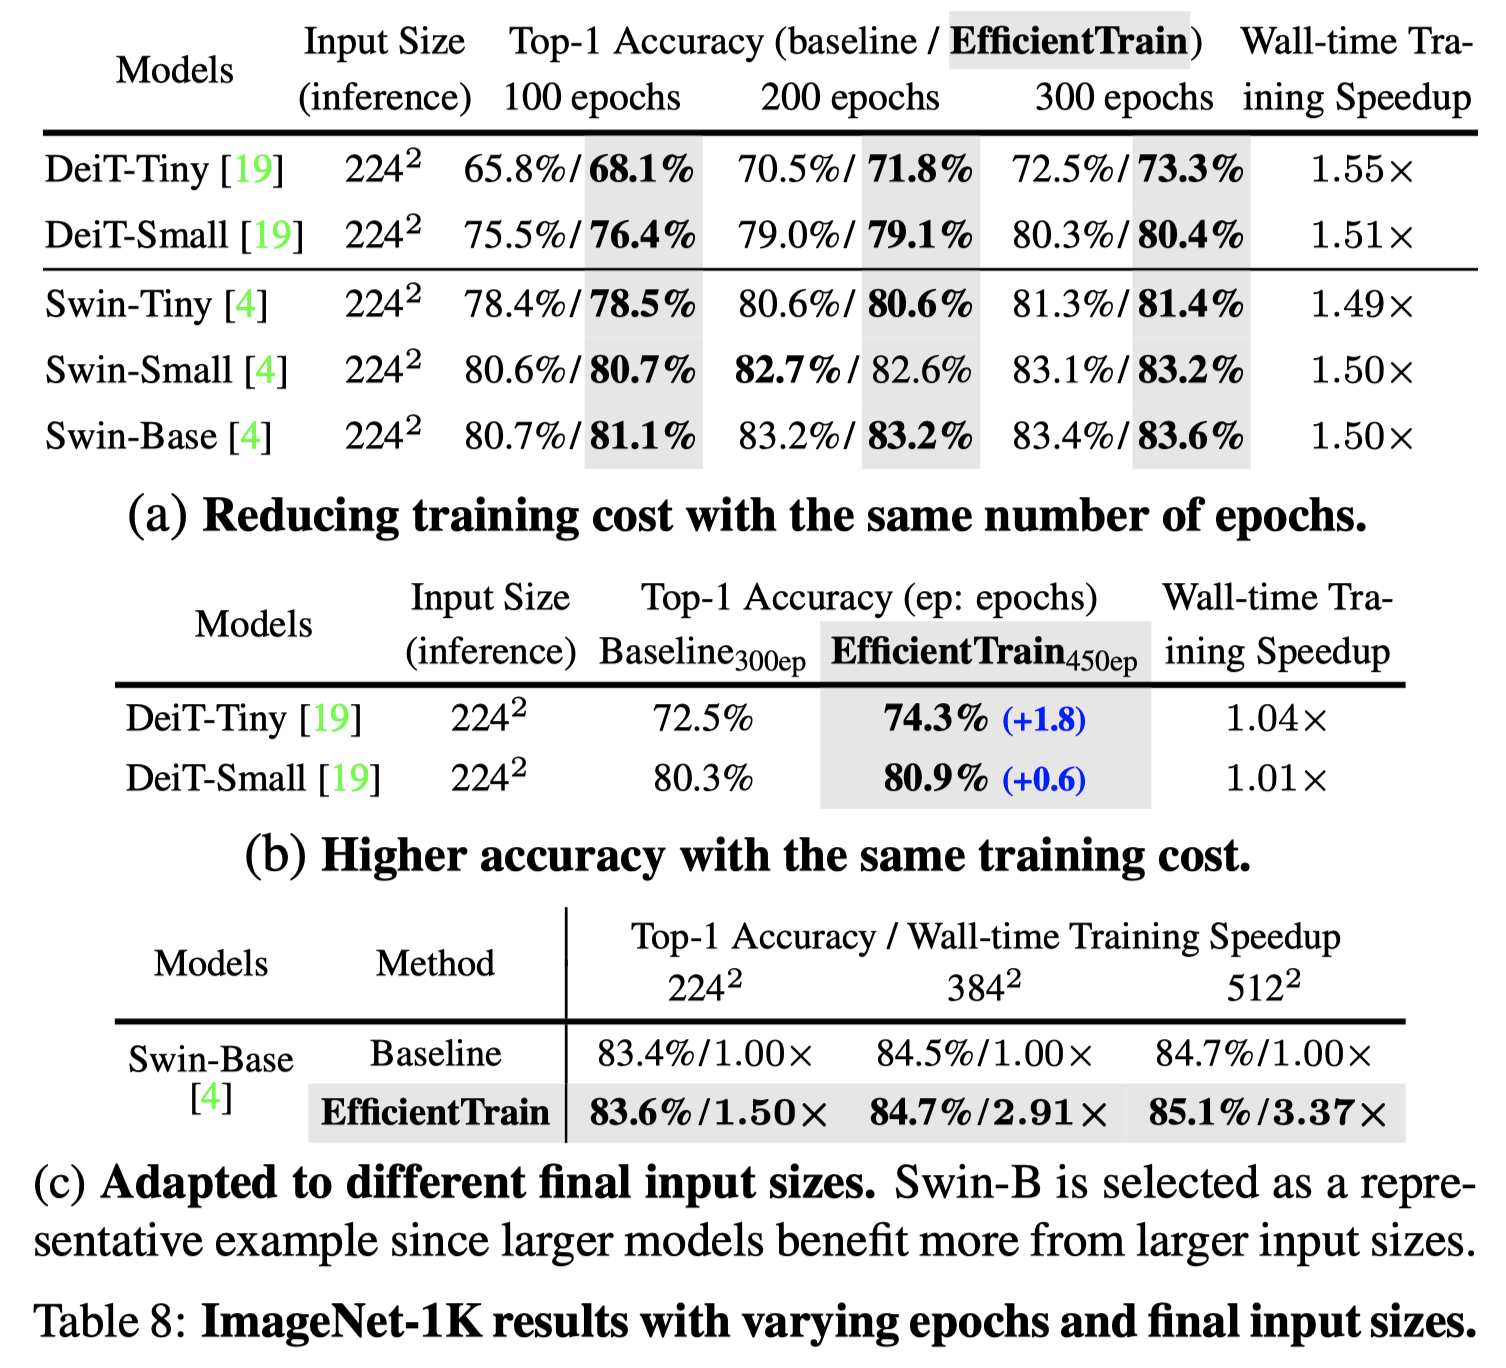 Models Input Size (inference) Top-1 Accuracy (baseline / EfficientTrain) Wall-time Tra-
100 epochs 200 epochs 300 epochs ining Speedup
DeiT-Tiny [19] 224² 65.8% / 68.1% 70.5% / 71.8% 72.5% / 73.3% 1.55×
DeiT-Small [19] 224² 75.5% / 76.4% 79.0% / 79.1% 80.3% / 80.4% 1.51×
Swin-Tiny [4] 224² 78.4% / 78.5% 80.6% / 80.6% 81.3% / 81.4% 1.49×
Swin-Small [4] 224² 80.6% / 80.7% 82.7% / 82.6% 83.1% / 83.2% 1.50×
Swin-Base [4] 224² 80.7% / 81.1% 83.2% / 83.2% 83.4% / 83.6% 1.50×
(a) Reducing training cost with the same number of epochs.
Models Input Size (inference) Top-1 Accuracy (ep: epochs) Wall-time Tra-
Baseline300ep EfficientTrain450ep ining Speedup
DeiT-Tiny [19] 224² 72.5% 74.3% (+1.8) 1.04×
DeiT-Small [19] 224² 80.3% 80.9% (+0.6) 1.01×
(b) Higher accuracy with the same training cost.
Models Method Top-1 Accuracy / Wall-time Training Speedup
224² 384² 512²
Swin-Base [4] Baseline 83.4%/1.00× 84.5%/1.00× 84.7%/1.00×
EfficientTrain 83.6%/1.50× 84.7%/2.91× 85.1%/3.37×
(c) Adapted to different final input sizes. Swin-B is selected as a repre-
sentative example since larger models benefit more from larger input sizes.
Table 8: ImageNet-1K results with varying epochs and final input sizes.